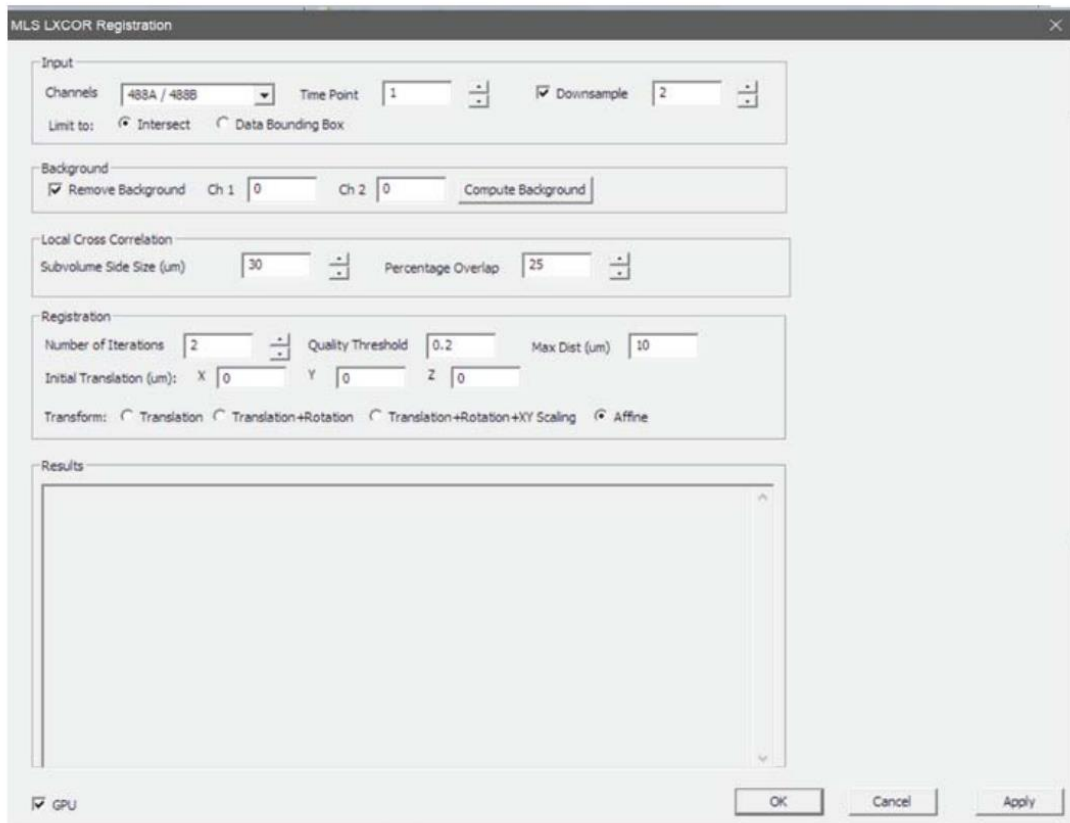 MLS LXCOR Registration
Input
Channels 488A / 488B Time Point 1 Downsample 2
Limit to: Intersect Data Bounding Box
Background
Remove Background Ch 1 0 Ch 2 0 Compute Background
Local Cross Correlation
Subvolume Side Size (um) 30 Percentage Overlap 25
Registration
Number of Iterations 2 Quality Threshold 0.2 Max Dist (um) 10
Initial Translation (um): X 0 Y 0 Z 0
Transform: Translation Translation+Rotation Translation+Rotation+XY Scaling Affine
Results
GPU OK Cancel Apply